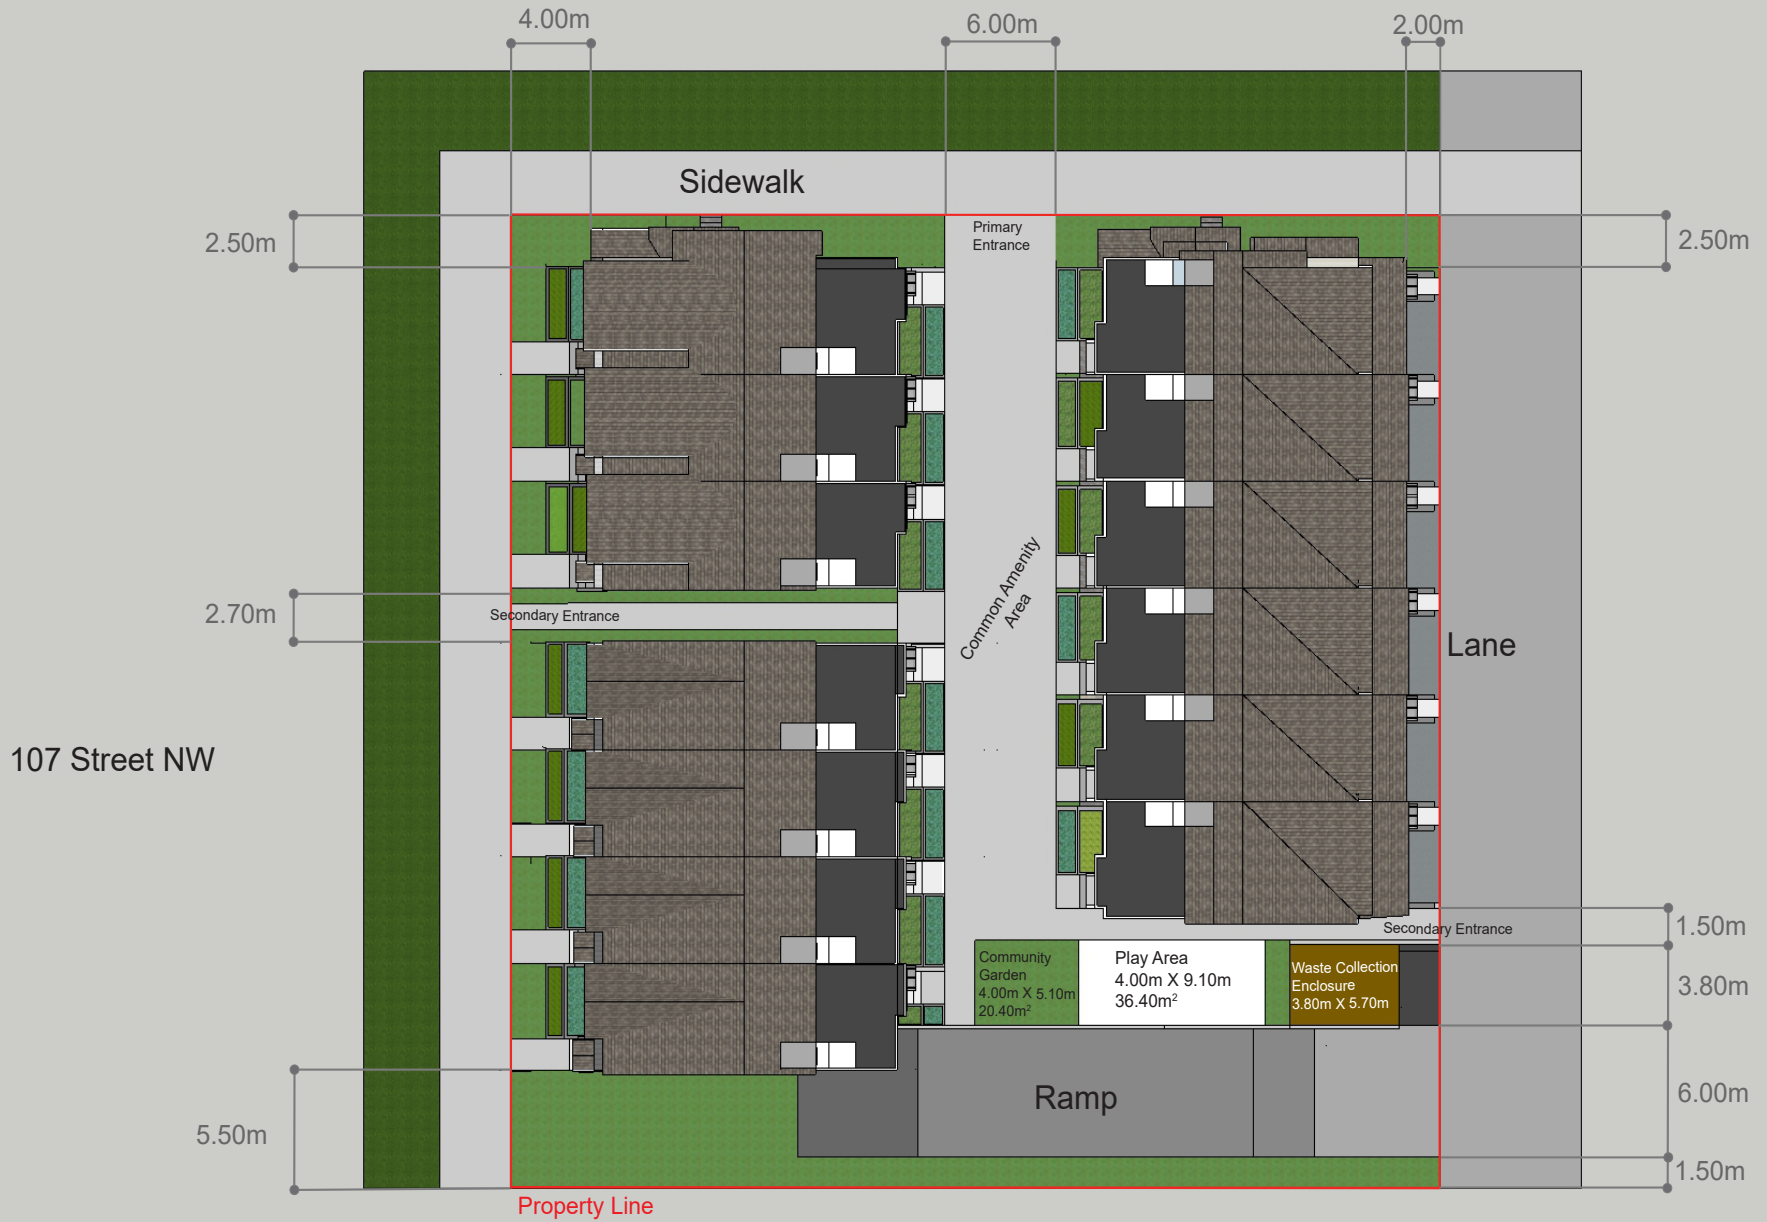 4.00m
6.00m
2.00m
Sidewalk
2.50m
Primary
Entrance
2.50m
Common Amenity
Area
2.70m
Secondary Entrance
Lane
107 Street NW
Secondary Entrance
1.50m
Community
Garden
4.00m X 5.10m
20.40m²
Play Area
4.00m X 9.10m
36.40m²
Waste Collection
Enclosure
3.80m X 5.70m
3.80m
Ramp
6.00m
5.50m
1.50m
Property Line